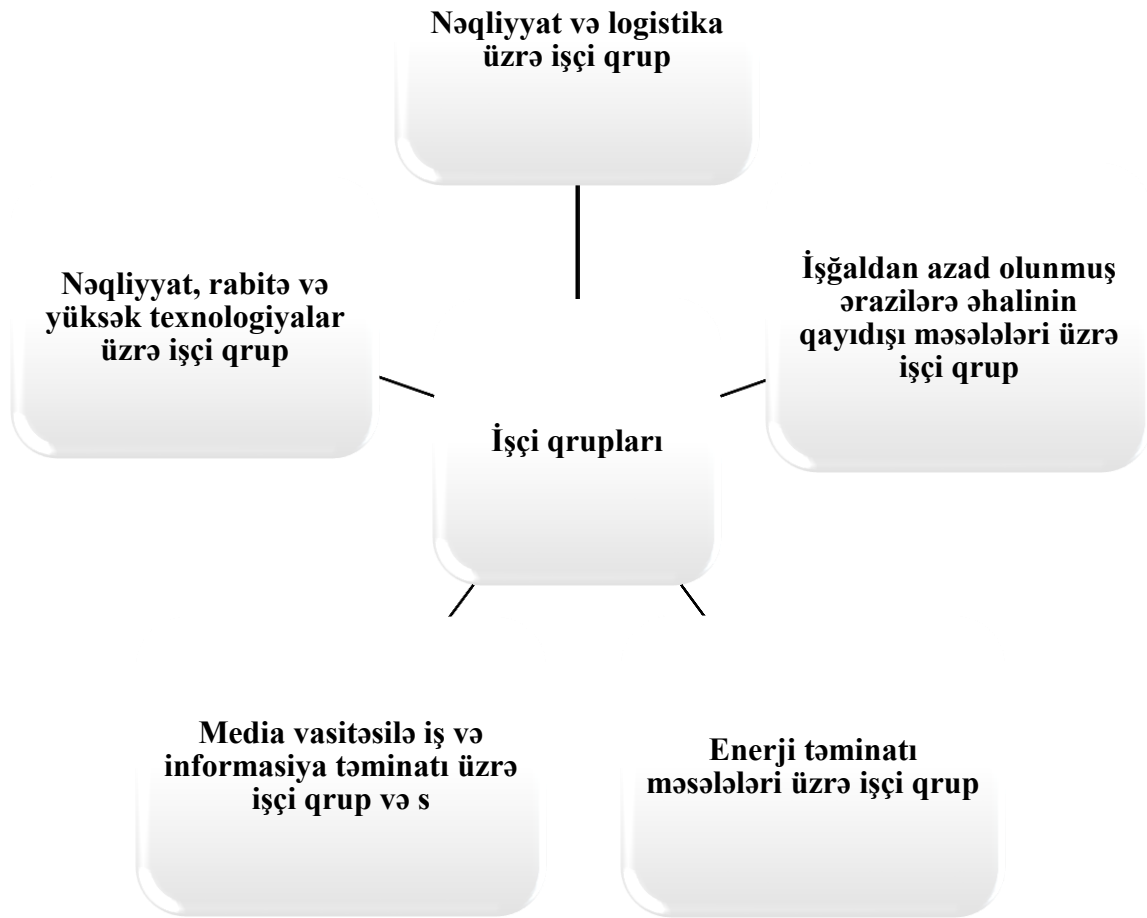 Nəqliyyat və logistika
üzrə işçi qrup
Nəqliyyat, rabitə və
yüksək texnologiyalar
üzrə işçi qrup
İşğaldan azad olunmuş
ərazilərə əhalinin
qayıdışı məsələləri üzrə
işçi qrup
İşçi qrupları
Media vasitəsilə iş və
informasiya təminatı üzrə
işçi qrup və s
Enerji təminatı
məsələləri üzrə işçi qrup